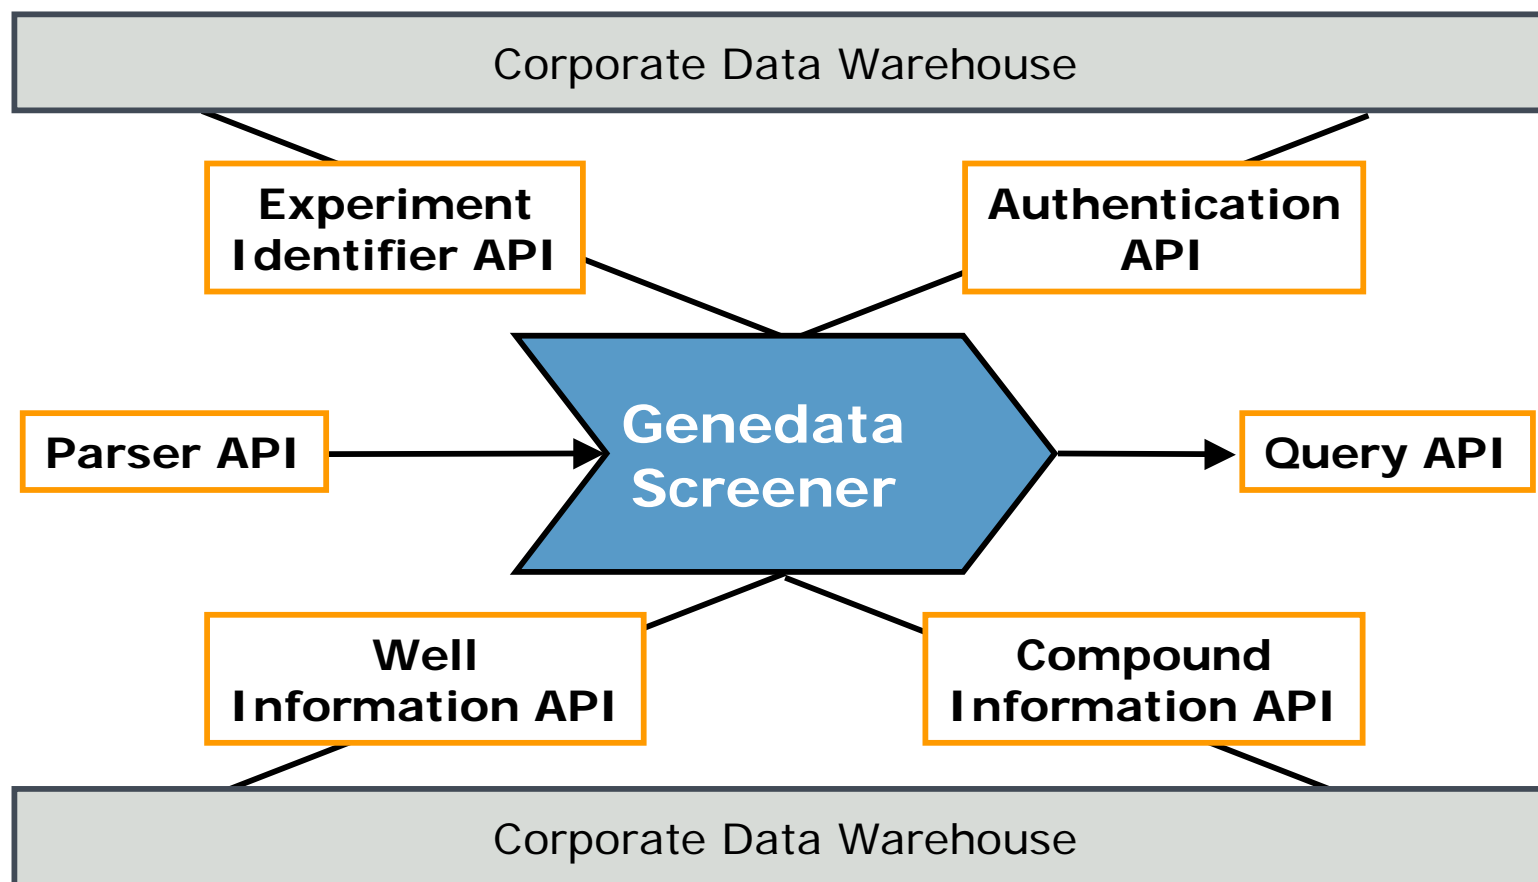 Corporate Data Warehouse
Experiment
Identifier API
Authentication
API
Parser API
Genedata
Screener
Query API
Well
Information API
Compound
Information API
Corporate Data Warehouse